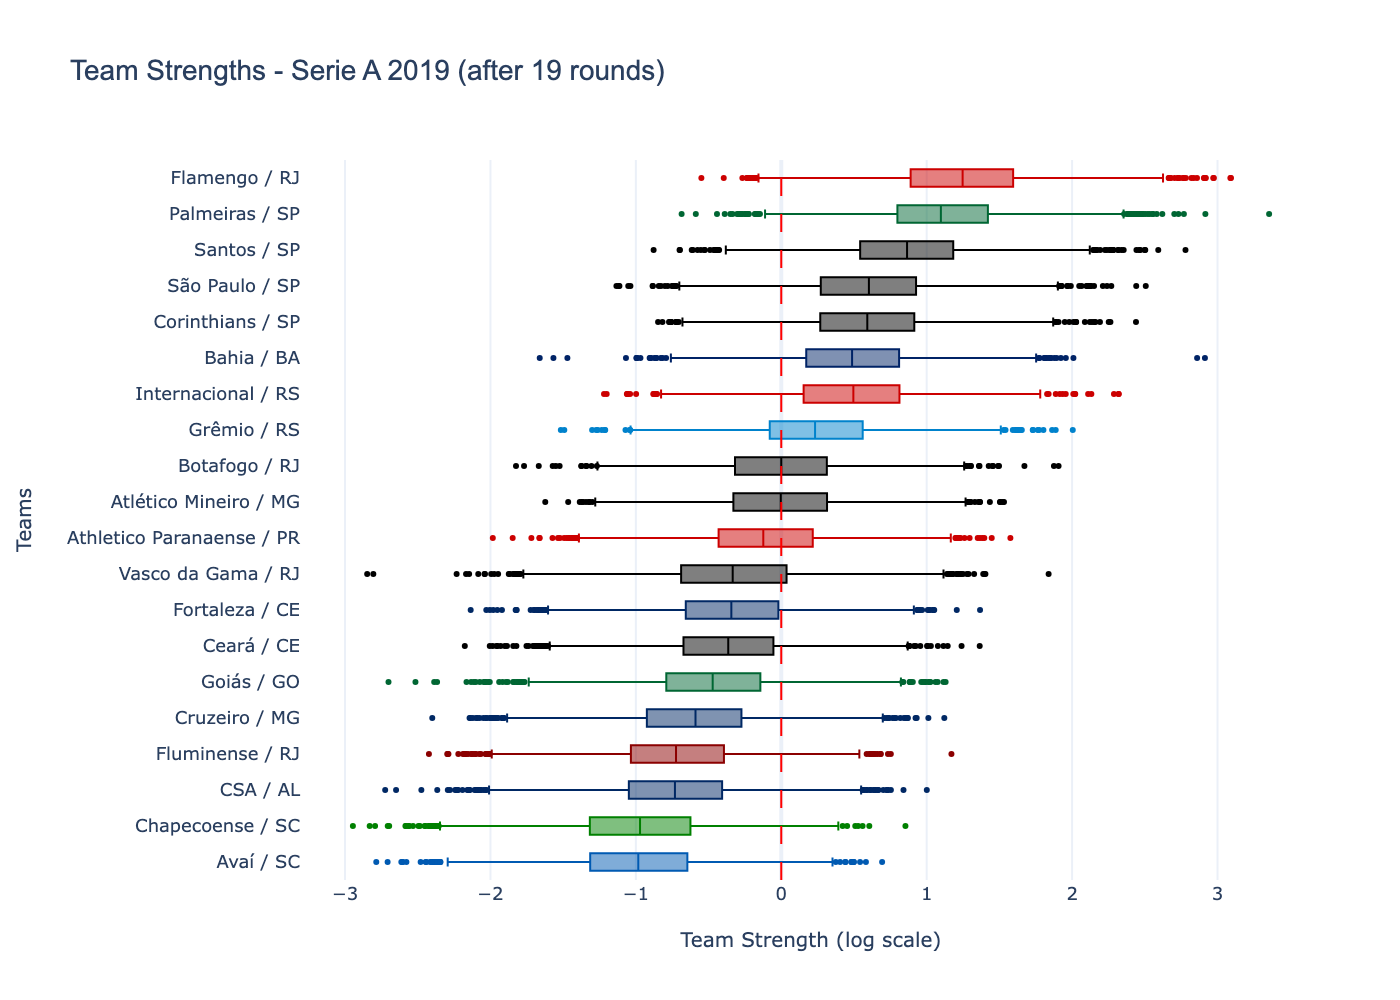 Team Strengths - Serie A 2019 (after 19 rounds)
Flamengo / RJ
Palmeiras / SP
Santos / SP
São Paulo / SP
Corinthians / SP
Bahia / BA
Internacional / RS
Grêmio / RS
Botafogo / RJ
Atlético Mineiro / MG
Athletico Paranaense / PR
Vasco da Gama / RJ
Fortaleza / CE
Ceará / CE
Goiás / GO
Cruzeiro / MG
Fluminense / RJ
CSA / AL
Chapecoense / SC
Avaí / SC
Teams
−3 −2 −1 0 1 2 3
Team Strength (log scale)